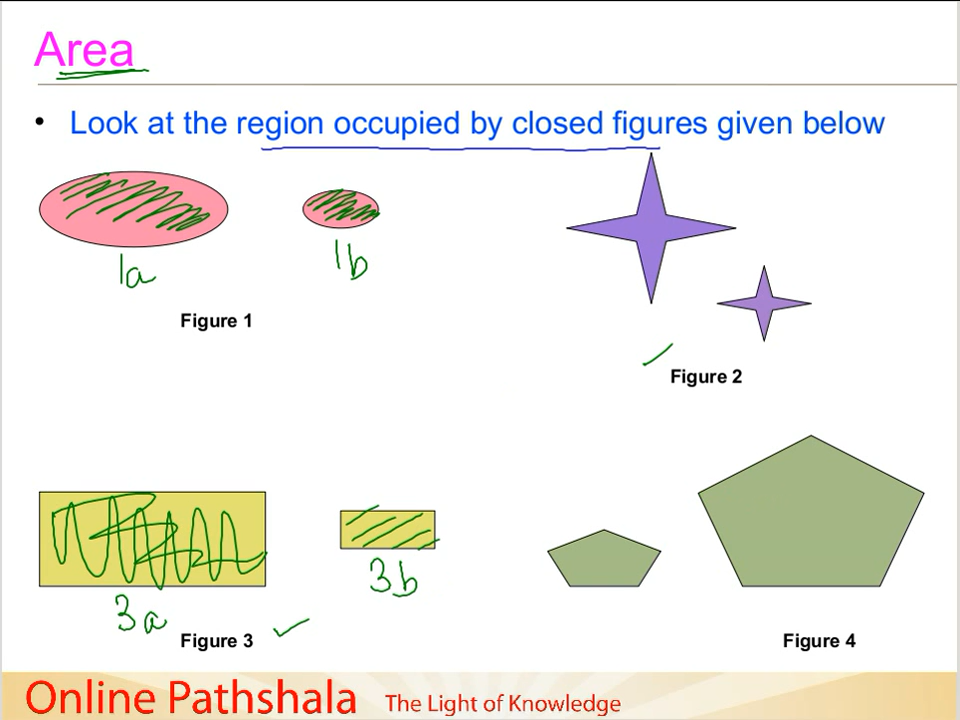 Area
• Look at the region occupied by closed figures given below
1a
1b
Figure 1
Figure 2
3a
3b
Figure 3
Figure 4
Online Pathshala The Light of Knowledge